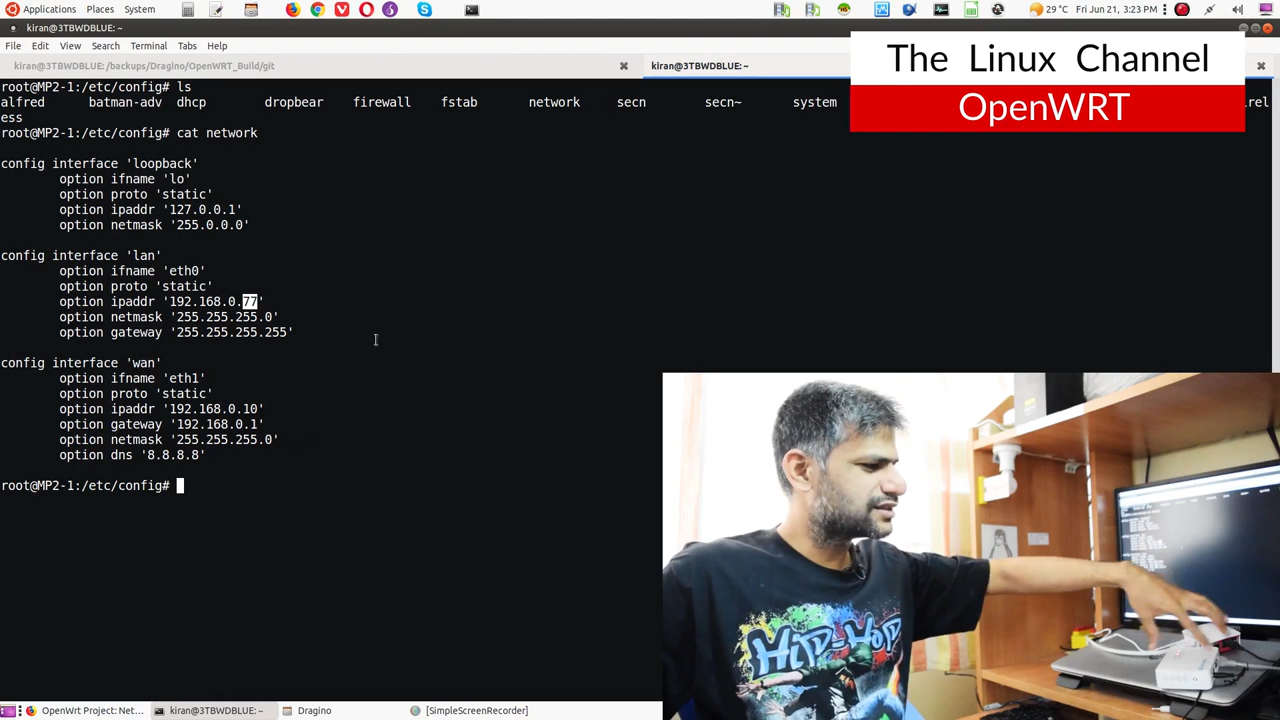 Applications Places System
29 °C Fri Jun 21, 3:23 PM
kiran@3TBWDBLUE: ~
File Edit View Search Terminal Tabs Help
kiran@3TBWDBLUE: /backups/Dragino/OpenWRT_Build/git
kiran@3TBWDBLUE: ~
The Linux Channel
OpenWRT
root@MP2-1:/etc/config# ls
alfred batman-adv dhcp dropbear firewall fstab network secn secn~ system rel
ess
root@MP2-1:/etc/config# cat network
config interface 'loopback'
option ifname 'lo'
option proto 'static'
option ipaddr '127.0.0.1'
option netmask '255.0.0.0'
config interface 'lan'
option ifname 'eth0'
option proto 'static'
option ipaddr '192.168.0.77'
option netmask '255.255.255.0'
option gateway '255.255.255.255'
config interface 'wan'
option ifname 'eth1'
option proto 'static'
option ipaddr '192.168.0.10'
option gateway '192.168.0.1'
option netmask '255.255.255.0'
option dns '8.8.8.8'
root@MP2-1:/etc/config#
HIP-HOP
OpenWrt Project: Net...
kiran@3TBWDBLUE: ~
Dragino
[SimpleScreenRecorder]